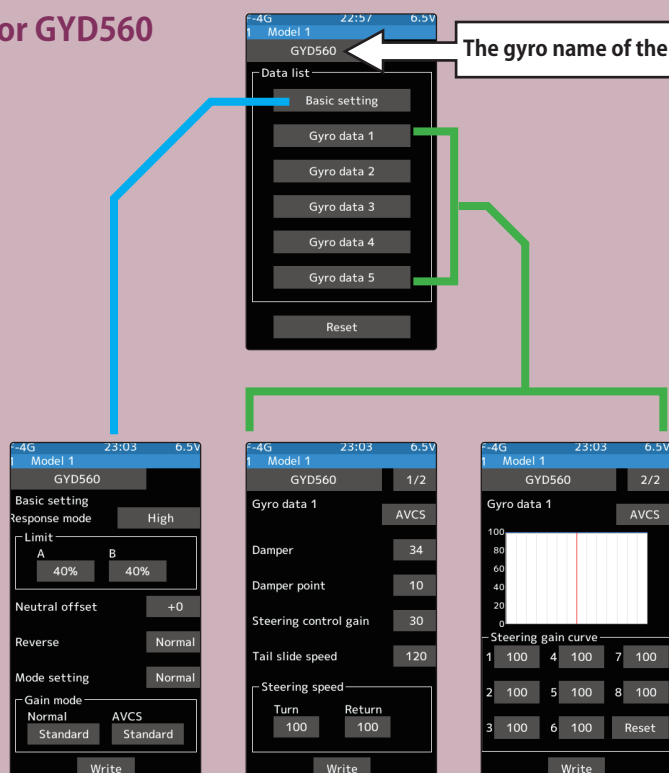 or GYD560
-4G 22:57 6.5V
1 Model 1
GYD560
The gyro name of the
Data list
Basic setting
Gyro data 1
Gyro data 2
Gyro data 3
Gyro data 4
Gyro data 5
Reset
-4G 23:03 6.5V
1 Model 1
GYD560
Basic setting
Response mode High
Limit
A B
40% 40%
Neutral offset +0
Reverse Normal
Mode setting Normal
Gain mode
Normal AVCS
Standard Standard
Write
-4G 23:03 6.5V
1 Model 1
GYD560 1/2
Gyro data 1
AVCS
Damper 34
Damper point 10
Steering control gain 30
Tail slide speed 120
Steering speed
Turn Return
100 100
Write
-4G 23:03 6.5V
1 Model 1
GYD560 2/2
Gyro data 1
AVCS
100
80
60
40
20
0
Steering gain curve
1 100 4 100 7 100
2 100 5 100 8 100
3 100 6 100 Reset
Write